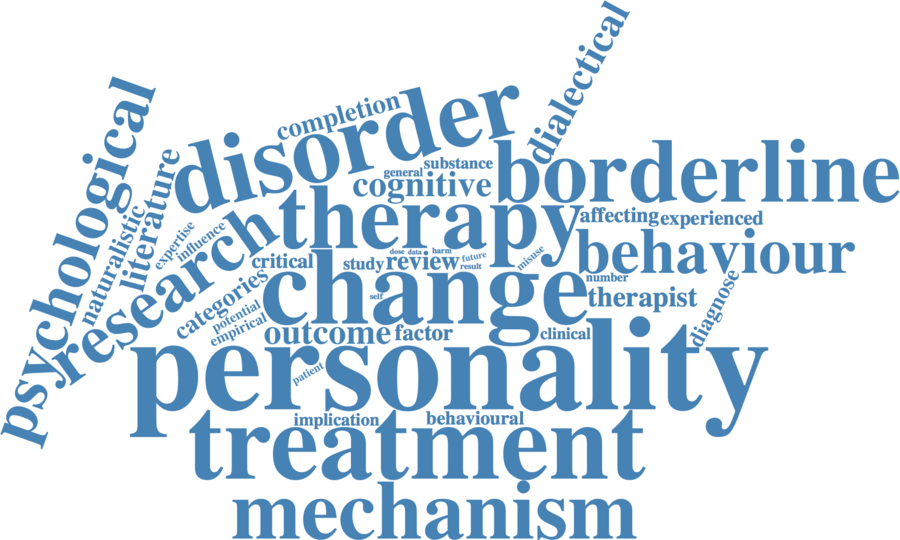 dialectical
psychological
completion
disorder
borderline
literature
substance
general
cognitive
naturalistic
expertise
influence
research
therapy
affecting
experienced
behaviour
critical
study
review
dose
data
harm
future
result
misuse
number
categories
change
self
therapist
diagnose
potential
empirical
outcome
factor
clinical
personality
patient
implication
behavioural
treatment
mechanism